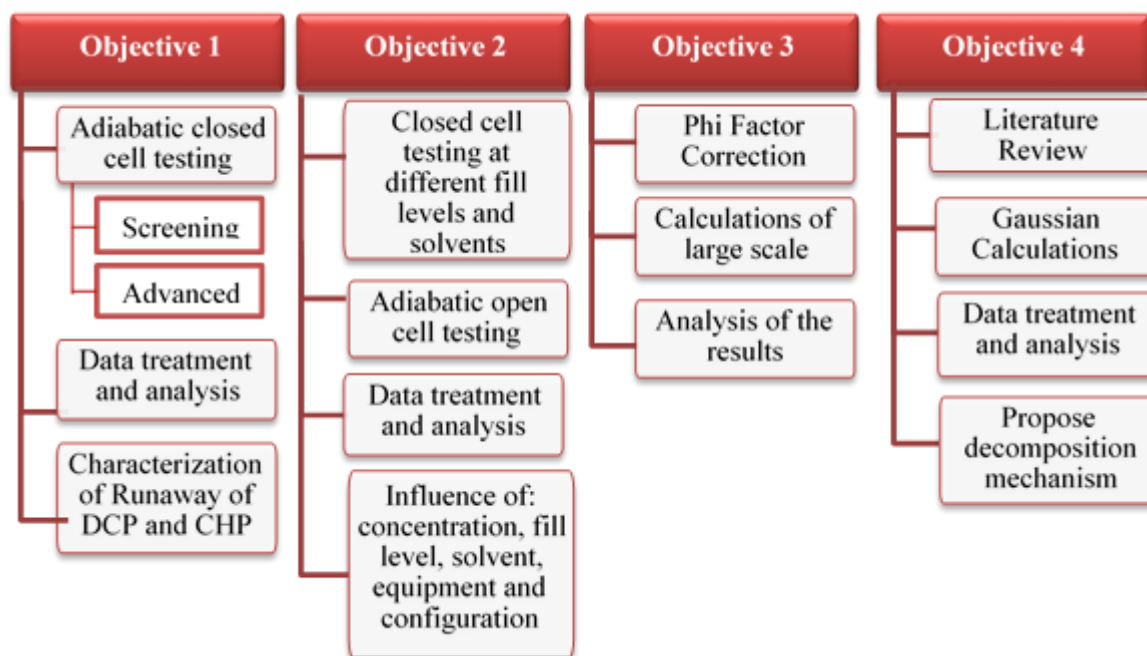 Objective 1
Adiabatic closed
cell testing
Screening
Advanced
Data treatment
and analysis
Characterization
of Runaway of
DCP and CHP
Objective 2
Closed cell
testing at
different fill
levels and
solvents
Adiabatic open
cell testing
Data treatment
and analysis
Influence of:
concentration, fill
level, solvent,
equipment and
configuration
Objective 3
Phi Factor
Correction
Calculations of
large scale
Analysis of the
results
Objective 4
Literature
Review
Gaussian
Calculations
Data treatment
and analysis
Propose
decomposition
mechanism